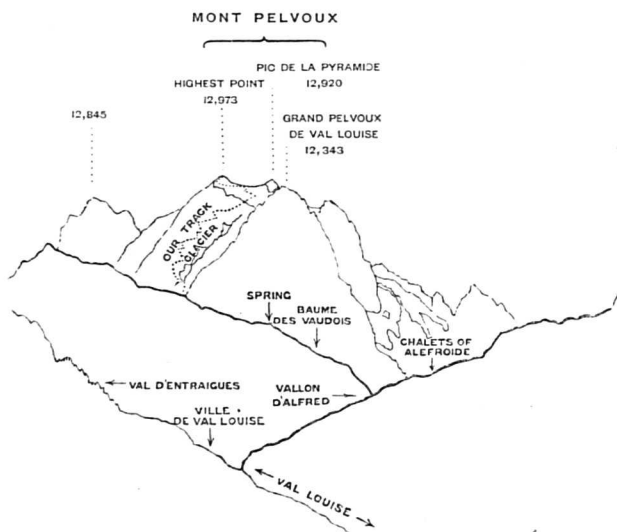 MONT PELVOUX
PIC DE LA PYRAMIDE
12,920
HIGHEST POINT
12,973
12,845
GRAND PELVOUX
DE VAL LOUISE
12,343
OUR TRACK
GLACIER
SPRING
BAUME
DES VAUDOIS
CHALETS OF
ALEFROIDE
VAL D'ENTRAIGUES
VALLON
D'ALFRED
VILLE •
DE VAL LOUISE
VAL LOUISE